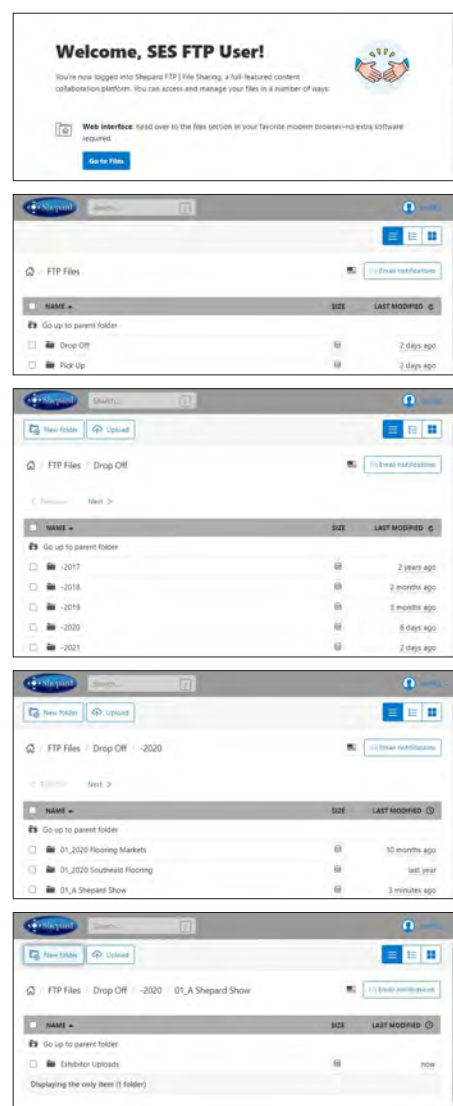 Welcome, SES FTP User!
You're now logged into Shepard FTP | File Sharing, a full-featured content
collaboration platform. You can access and manage your files in a number of ways:
Web interface: head over to the files section in your favorite modern browser–no extra software
required.
Go to Files
Shepard
Search...
FTP Files
Email notifications
NAME SIZE LAST MODIFIED
Go up to parent folder
Drop Off 2 days ago
Pick Up 2 days ago
Shepard
Search...
New folder Upload
FTP Files / Drop Off
Email notifications
< Previous Next >
NAME SIZE LAST MODIFIED
Go up to parent folder
-2017 2 years ago
-2018 2 months ago
-2019 3 months ago
-2020 6 days ago
-2021 2 days ago
Shepard
Search...
New folder Upload
FTP Files / Drop Off / -2020
Email notifications
< Previous Next >
NAME SIZE LAST MODIFIED
Go up to parent folder
01_2020 Flooring Markets 10 months ago
01_2020 Southeast Flooring last year
01_A Shepard Show 3 minutes ago
Shepard
Search...
New folder Upload
FTP Files / Drop Off / -2020 / 01_A Shepard Show
Email notifications
NAME SIZE LAST MODIFIED
Go up to parent folder
Exhibitor Uploads now
Displaying the only item (1 folder)